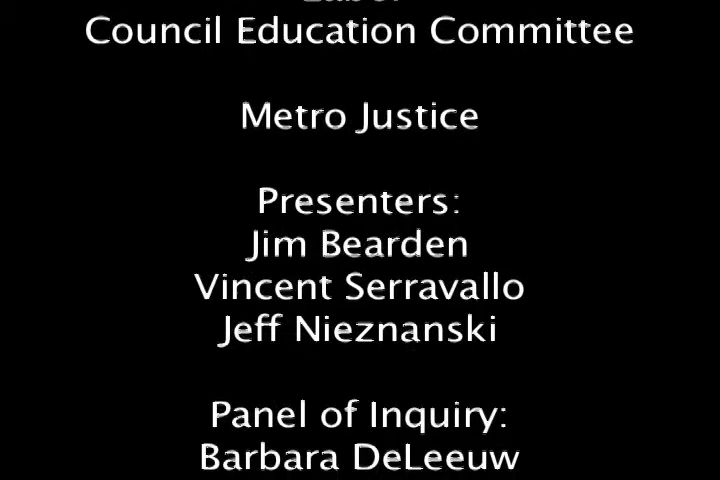 Council Education Committee
Metro Justice
Presenters:
Jim Bearden
Vincent Serravallo
Jeff Nieznanski
Panel of Inquiry:
Barbara DeLeeuw